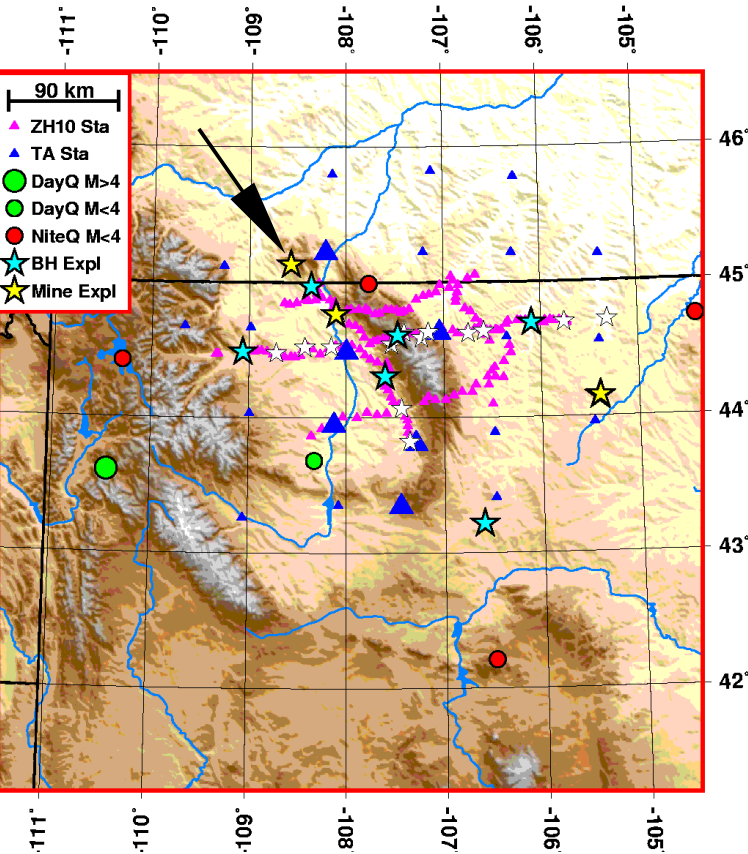 -111°
-110°
-109°
-108°
-107°
-106°
-105°
90 km
ZH10 Sta
TA Sta
DayQ M>4
DayQ M<4
NiteQ M<4
BH Expl
Mine Expl
46°
45°
44°
43°
42°
-111°
-110°
-109°
-108°
-107°
-106°
-105°